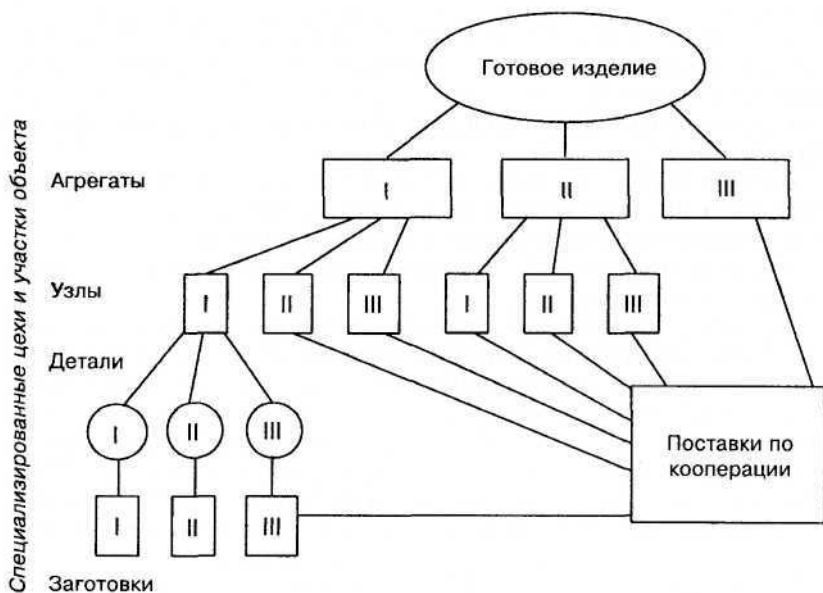 Готовое изделие
Специализированные цехи и участки объекта
Агрегаты
I II III
Узлы
I II III I II III
Детали
I II III
Поставки по
кооперации
I II III
Заготовки